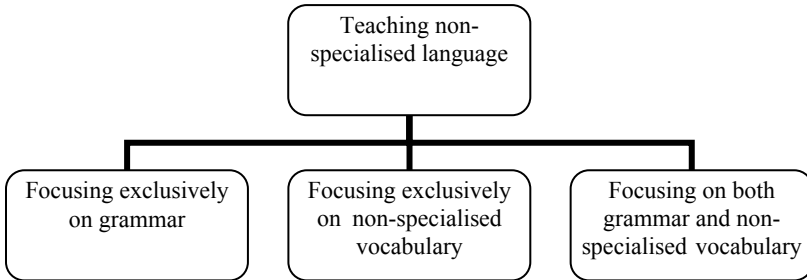 Teaching non-
specialised language
Focusing exclusively
on grammar
Focusing exclusively
on non-specialised
vocabulary
Focusing on both
grammar and non-
specialised vocabulary